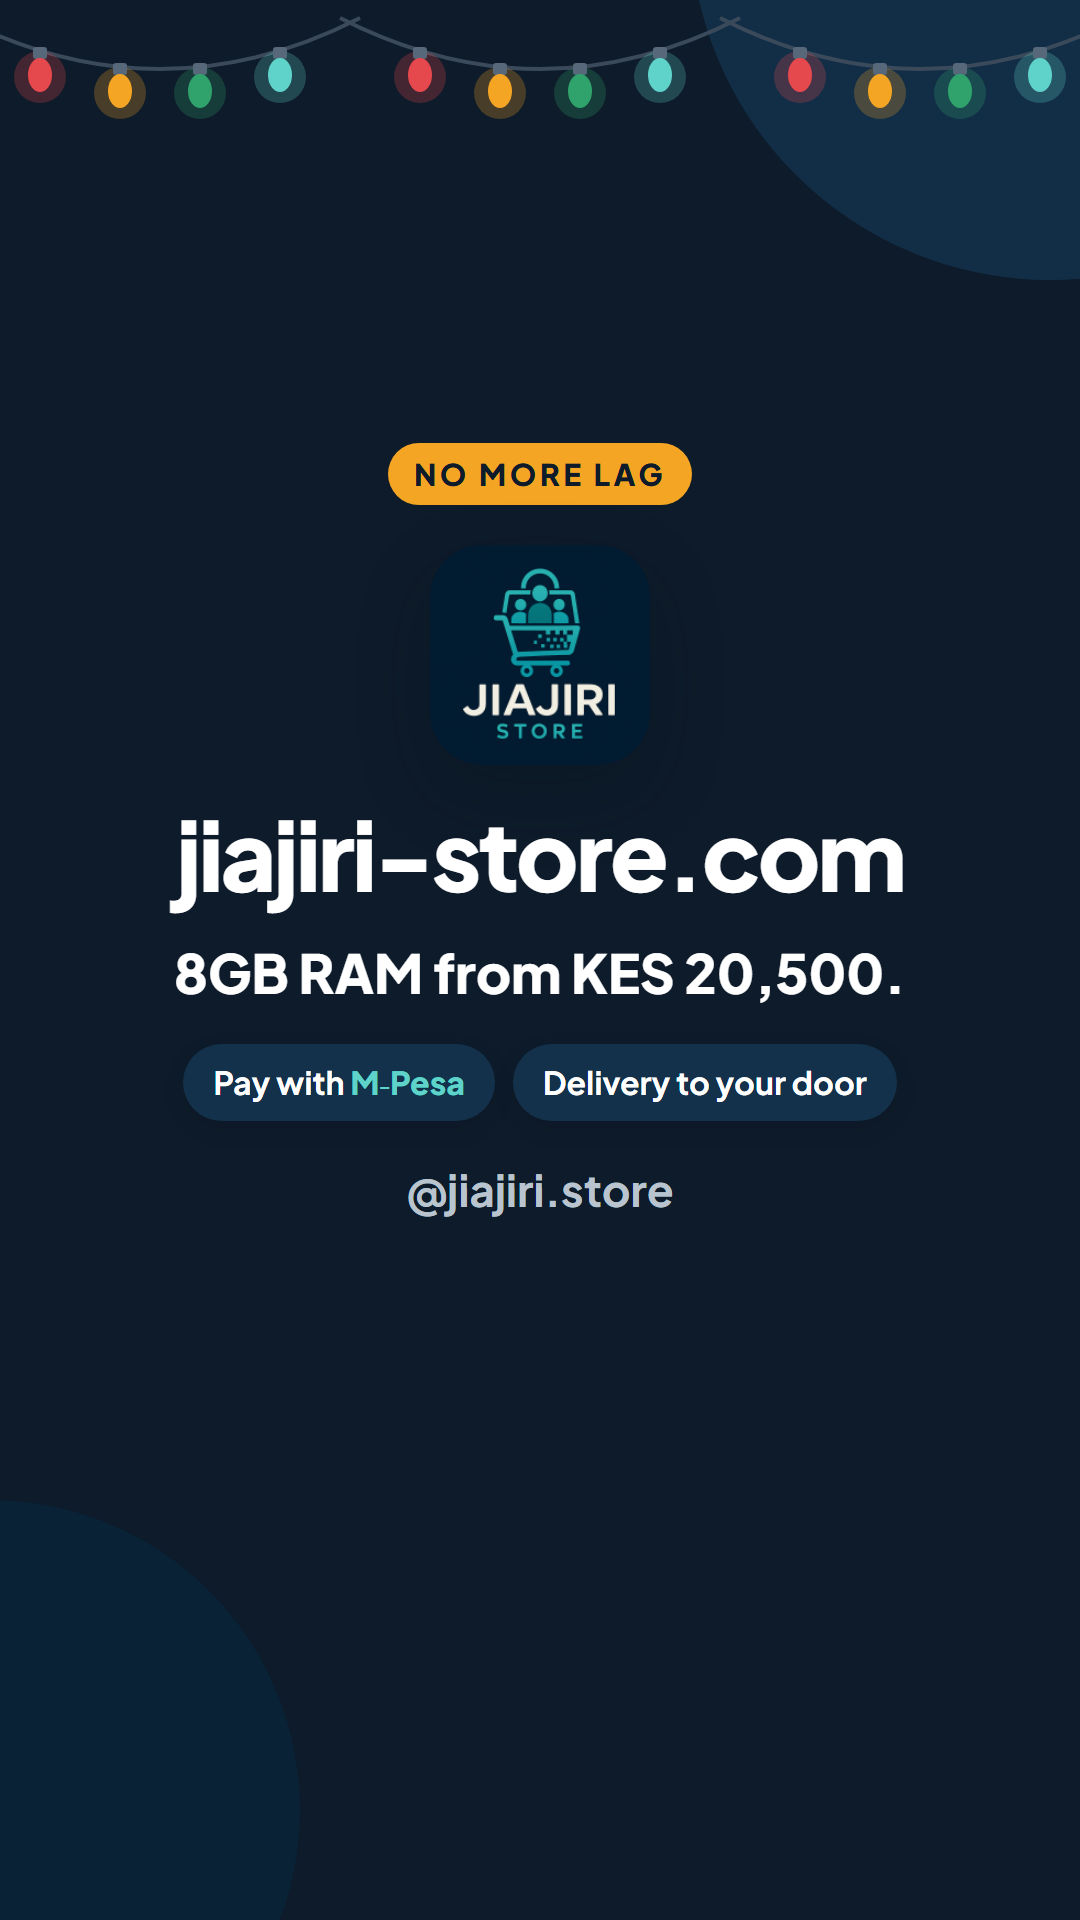 NO MORE LAG
JIAJIRI
STORE
jiajiri-store.com
8GB RAM from KES 20,500.
Pay with M-Pesa
Delivery to your door
@jiajiri.store